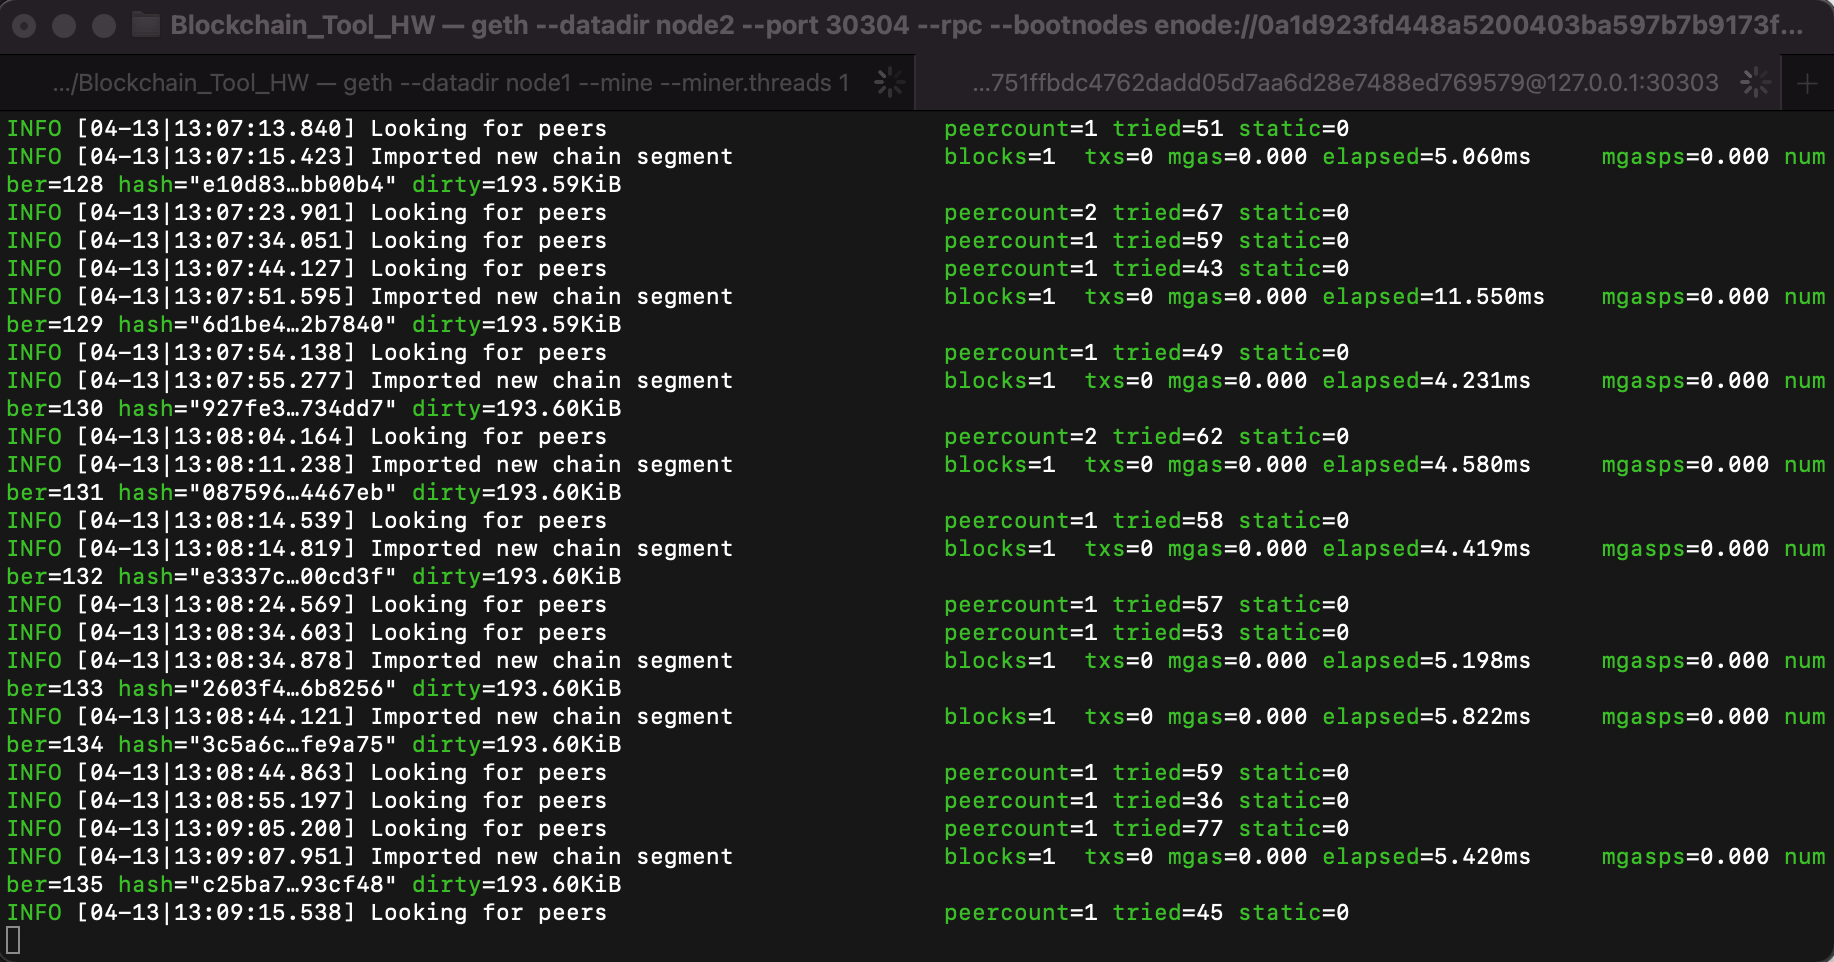 Blockchain_Tool_HW — geth --datadir node2 --port 30304 --rpc --bootnodes enode://0a1d923fd448a5200403ba597b7b9173f...
.../Blockchain_Tool_HW — geth --datadir node1 --mine --miner.threads 1
...751ffbdc4762dadd05d7aa6d28e7488ed769579@127.0.0.1:30303
+
INFO [04-13|13:07:13.840] Looking for peers peercount=1 tried=51 static=0
INFO [04-13|13:07:15.423] Imported new chain segment blocks=1 txs=0 mgas=0.000 elapsed=5.060ms mgasps=0.000 num
ber=128 hash="e10d83…bb00b4" dirty=193.59KiB
INFO [04-13|13:07:23.901] Looking for peers peercount=2 tried=67 static=0
INFO [04-13|13:07:34.051] Looking for peers peercount=1 tried=59 static=0
INFO [04-13|13:07:44.127] Looking for peers peercount=1 tried=43 static=0
INFO [04-13|13:07:51.595] Imported new chain segment blocks=1 txs=0 mgas=0.000 elapsed=11.550ms mgasps=0.000 num
ber=129 hash="6d1be4…2b7840" dirty=193.59KiB
INFO [04-13|13:07:54.138] Looking for peers peercount=1 tried=49 static=0
INFO [04-13|13:07:55.277] Imported new chain segment blocks=1 txs=0 mgas=0.000 elapsed=4.231ms mgasps=0.000 num
ber=130 hash="927fe3…734dd7" dirty=193.60KiB
INFO [04-13|13:08:04.164] Looking for peers peercount=2 tried=62 static=0
INFO [04-13|13:08:11.238] Imported new chain segment blocks=1 txs=0 mgas=0.000 elapsed=4.580ms mgasps=0.000 num
ber=131 hash="087596…4467eb" dirty=193.60KiB
INFO [04-13|13:08:14.539] Looking for peers peercount=1 tried=58 static=0
INFO [04-13|13:08:14.819] Imported new chain segment blocks=1 txs=0 mgas=0.000 elapsed=4.419ms mgasps=0.000 num
ber=132 hash="e3337c…00cd3f" dirty=193.60KiB
INFO [04-13|13:08:24.569] Looking for peers peercount=1 tried=57 static=0
INFO [04-13|13:08:34.603] Looking for peers peercount=1 tried=53 static=0
INFO [04-13|13:08:34.878] Imported new chain segment blocks=1 txs=0 mgas=0.000 elapsed=5.198ms mgasps=0.000 num
ber=133 hash="2603f4…6b8256" dirty=193.60KiB
INFO [04-13|13:08:44.121] Imported new chain segment blocks=1 txs=0 mgas=0.000 elapsed=5.822ms mgasps=0.000 num
ber=134 hash="3c5a6c…fe9a75" dirty=193.60KiB
INFO [04-13|13:08:44.863] Looking for peers peercount=1 tried=59 static=0
INFO [04-13|13:08:55.197] Looking for peers peercount=1 tried=36 static=0
INFO [04-13|13:09:05.200] Looking for peers peercount=1 tried=77 static=0
INFO [04-13|13:09:07.951] Imported new chain segment blocks=1 txs=0 mgas=0.000 elapsed=5.420ms mgasps=0.000 num
ber=135 hash="c25ba7…93cf48" dirty=193.60KiB
INFO [04-13|13:09:15.538] Looking for peers peercount=1 tried=45 static=0